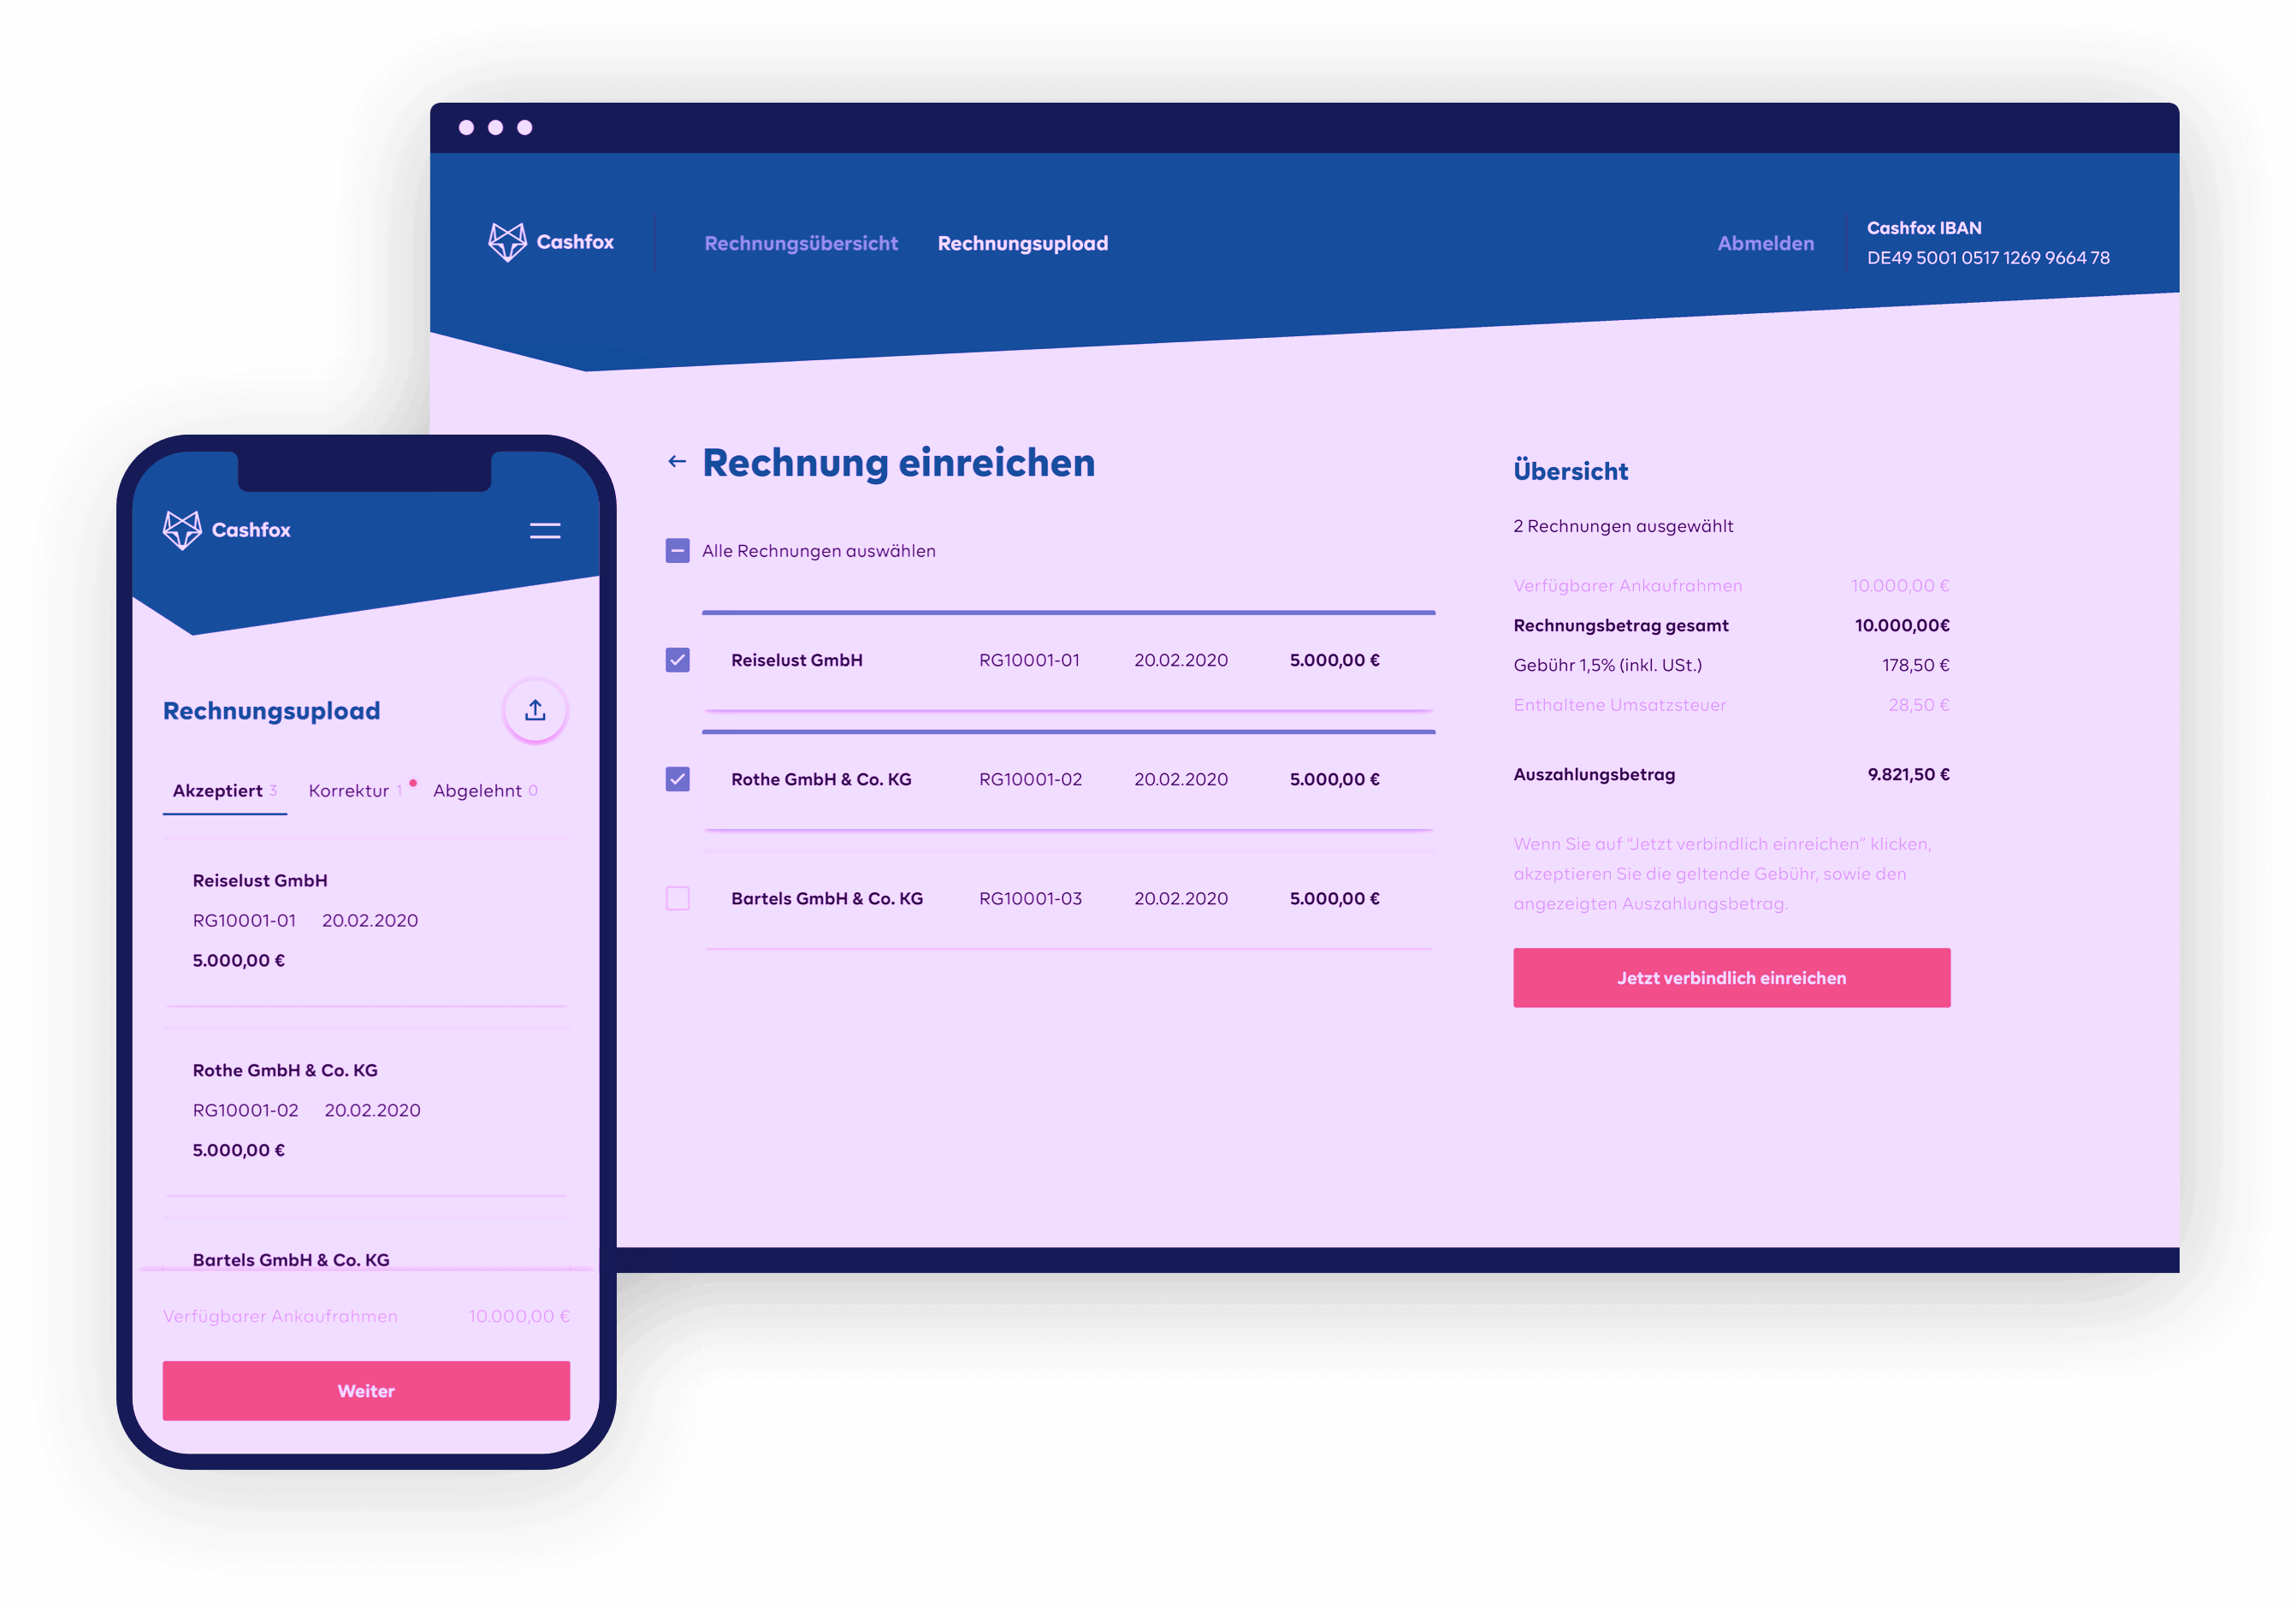 Cashfox
Rechnungsübersicht
Rechnungsupload
Abmelden
Cashfox IBAN
DE49 5001 0517 1269 9664 78
Rechnung einreichen
Alle Rechnungen auswählen
Reiselust GmbH RG10001-01 20.02.2020 5.000,00 €
Rothe GmbH & Co. KG RG10001-02 20.02.2020 5.000,00 €
Bartels GmbH & Co. KG RG10001-03 20.02.2020 5.000,00 €
Übersicht
2 Rechnungen ausgewählt
Verfügbarer Ankaufrahmen 10.000,00 €
Rechnungsbetrag gesamt 10.000,00€
Gebühr 1,5% (inkl. USt.) 178,50 €
Enthaltene Umsatzsteuer 28,50 €
Auszahlungsbetrag 9.821,50 €
Wenn Sie auf “Jetzt verbindlich einreichen” klicken,
akzeptieren Sie die geltende Gebühr, sowie den
angezeigten Auszahlungsbetrag.
Jetzt verbindlich einreichen
Cashfox
Rechnungsupload
Akzeptiert 3 Korrektur 1 Abgelehnt 0
Reiselust GmbH
RG10001-01 20.02.2020
5.000,00 €
Rothe GmbH & Co. KG
RG10001-02 20.02.2020
5.000,00 €
Bartels GmbH & Co. KG
Verfügbarer Ankaufrahmen 10.000,00 €
Weiter